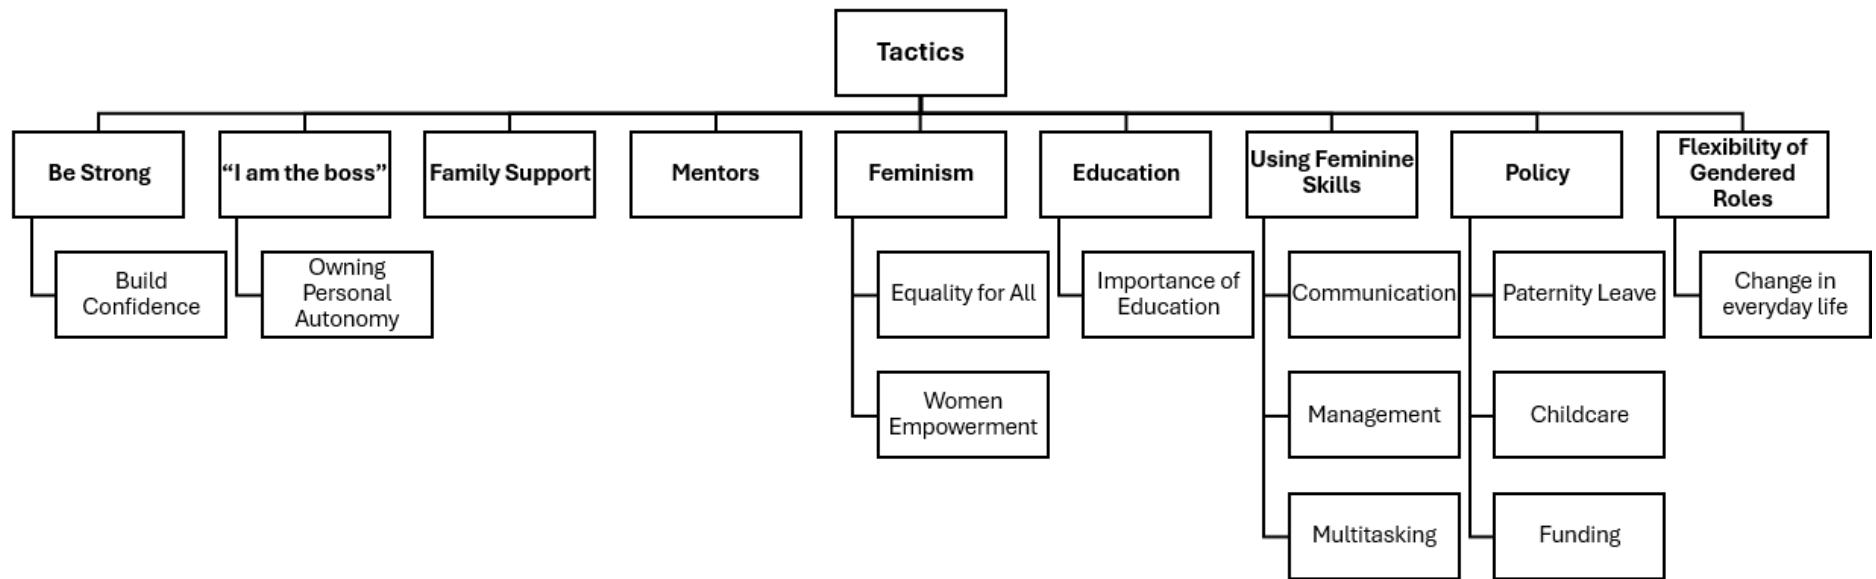 Tactics
Be Strong
“I am the boss”
Family Support
Mentors
Feminism
Education
Using Feminine
Skills
Policy
Flexibility of
Gendered
Roles
Build
Confidence
Owning
Personal
Autonomy
Equality for All
Importance of
Education
Communication
Paternity Leave
Change in
everyday life
Women
Empowerment
Management
Childcare
Multitasking
Funding